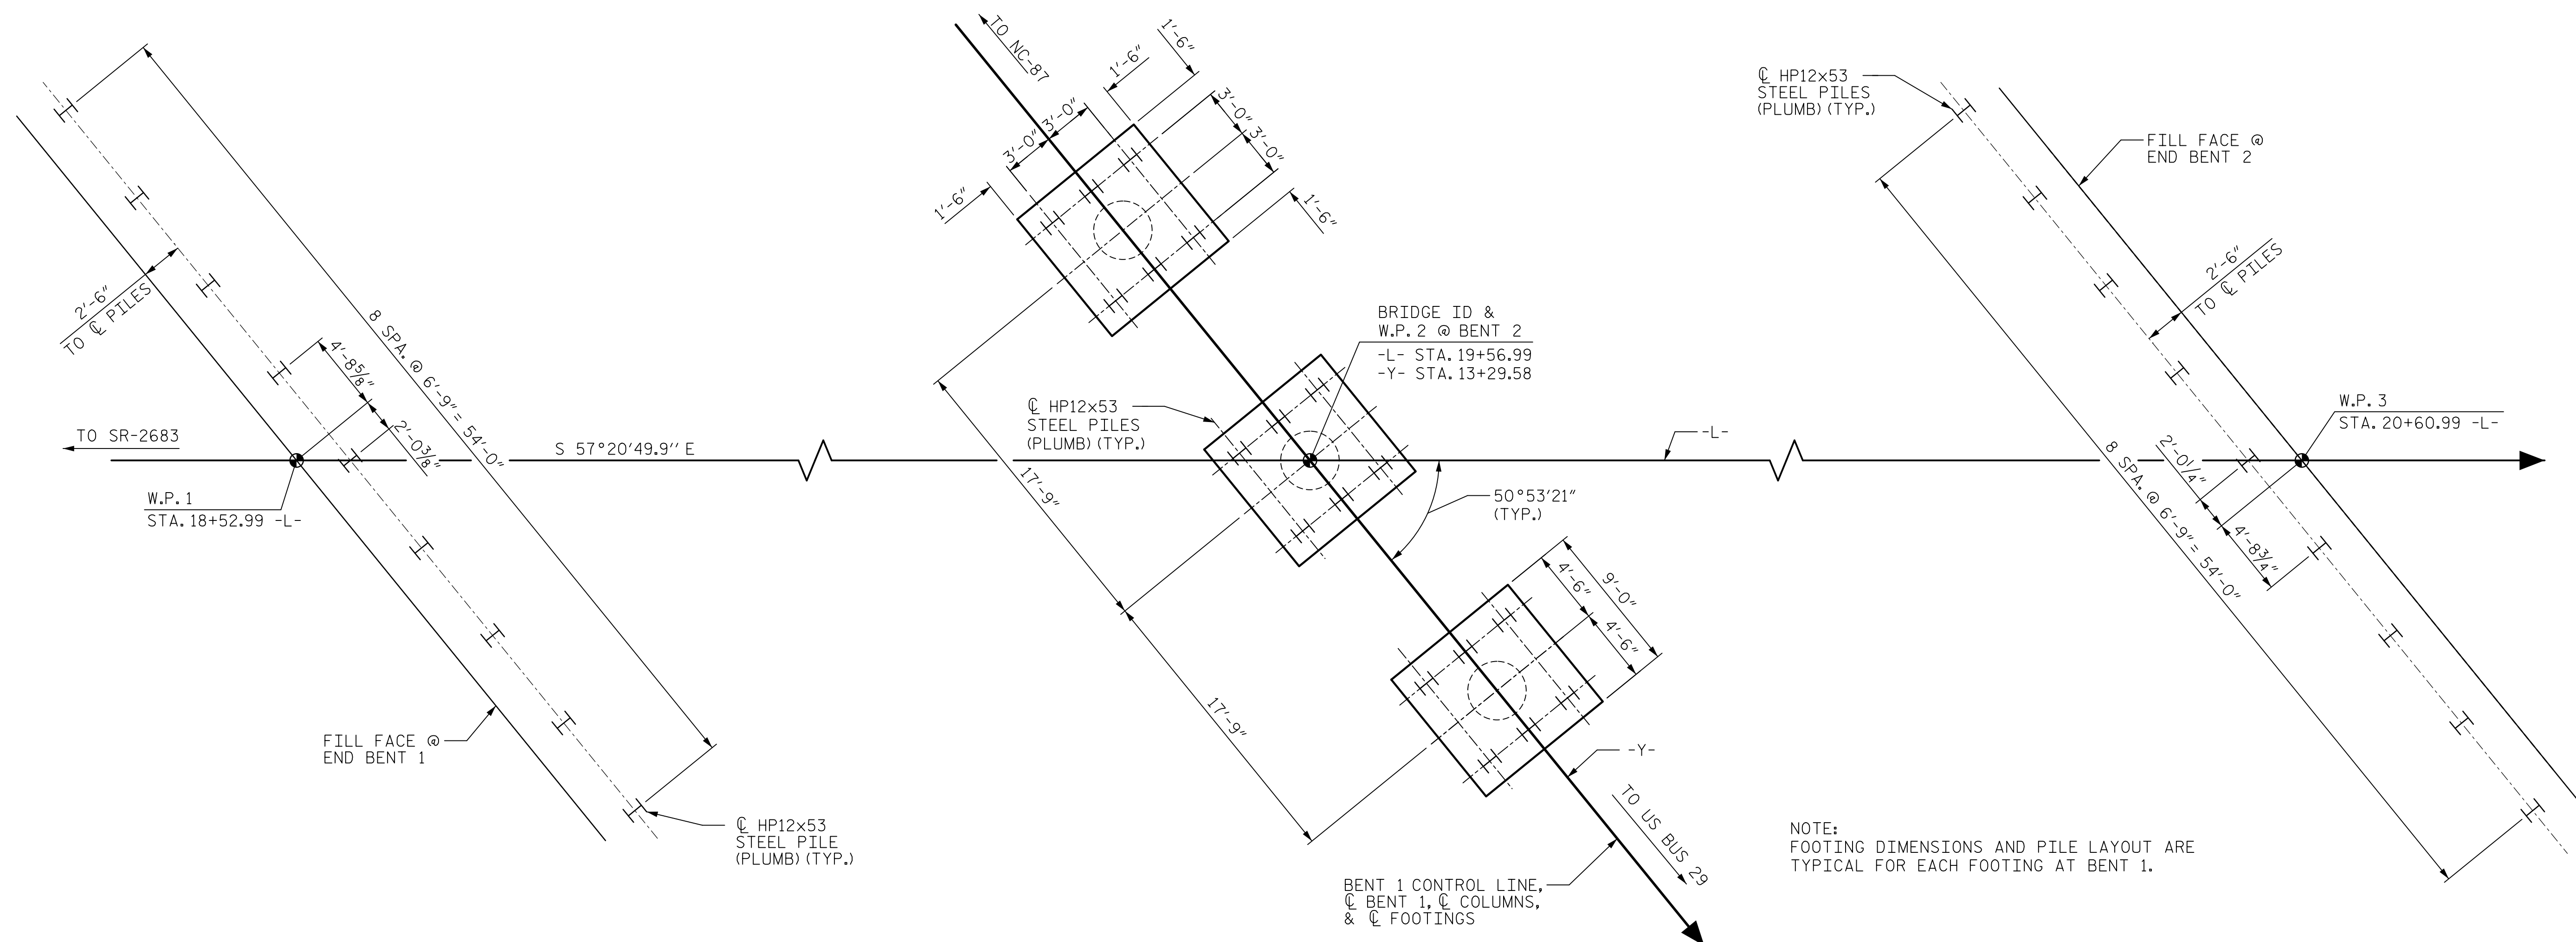 TO NC-87
1'-6"
1'-6"
3'-0"
3'-0"
3'-0"
3'-0"
1'-6"
1'-6"
2'-6"
TO ℄ PILES
8 SPA. @ 6'-9" = 54'-0"
4'-8⅝"
2'-0⅜"
TO SR-2683
S 57°20'49.9" E
W.P. 1
STA. 18+52.99 -L-
FILL FACE @
END BENT 1
℄ HP12x53
STEEL PILE
(PLUMB) (TYP.)
℄ HP12x53
STEEL PILES
(PLUMB) (TYP.)
BRIDGE ID &
W.P. 2 @ BENT 2
-L- STA. 19+56.99
-Y- STA. 13+29.58
17'-9"
17'-9"
50°53'21"
(TYP.)
-L-
4'-6"
9'-0"
4'-6"
-Y-
TO US BUS 29
BENT 1 CONTROL LINE,
℄ BENT 1, ℄ COLUMNS,
& ℄ FOOTINGS
℄ HP12x53
STEEL PILES
(PLUMB) (TYP.)
FILL FACE @
END BENT 2
2'-6"
TO ℄ PILES
W.P. 3
STA. 20+60.99 -L-
2'-0¼"
4'-8¾"
8 SPA. @ 6'-9" = 54'-0"
NOTE:
FOOTING DIMENSIONS AND PILE LAYOUT ARE
TYPICAL FOR EACH FOOTING AT BENT 1.